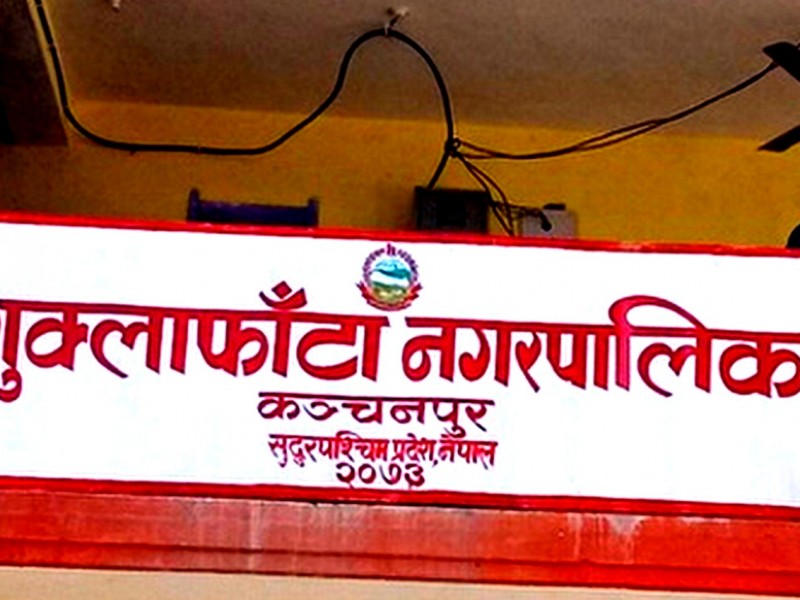 शुक्लाफाँटा नगरपालिका
कञ्चनपुर
सुदुरपश्चिम प्रदेश, नेपाल
२०७३